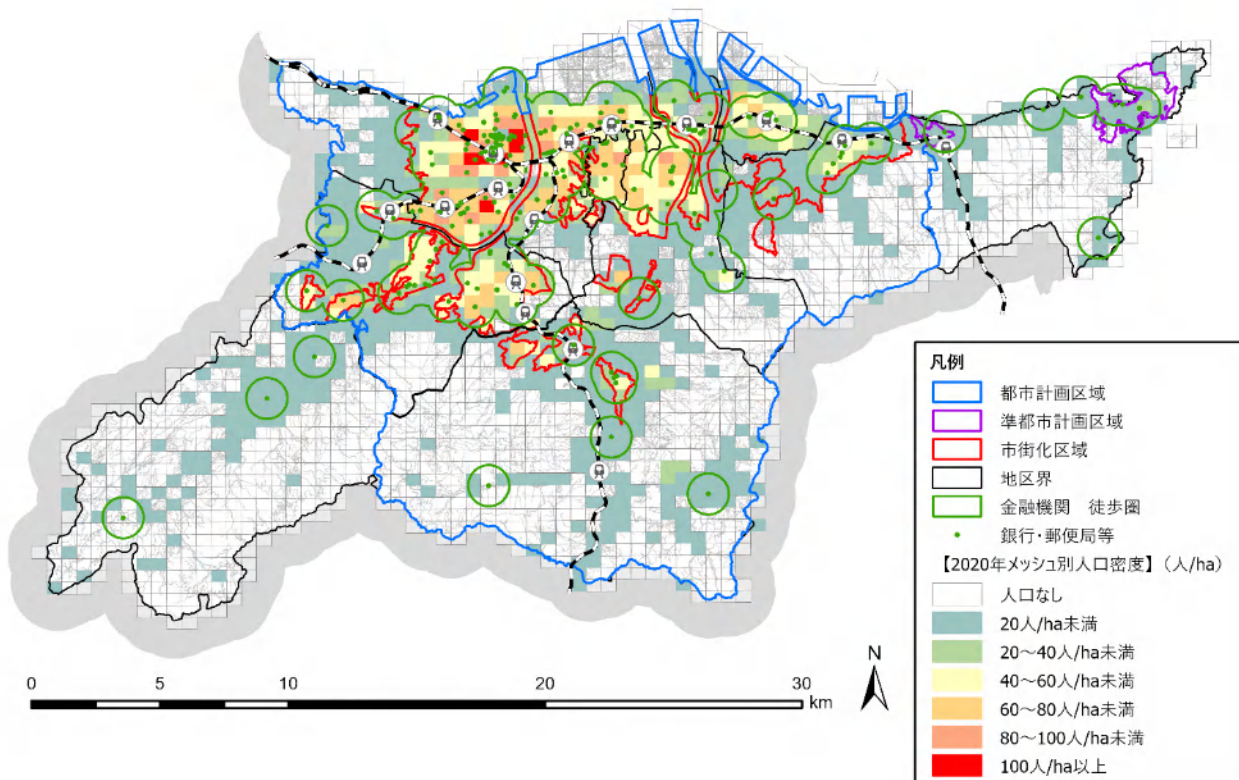 凡例
都市計画区域
準都市計画区域
市街化区域
地区界
金融機関　徒歩圏
銀行・郵便局等
【2020年メッシュ別人口密度】（人/ha）
人口なし
20人/ha未満
20～40人/ha未満
40～60人/ha未満
60～80人/ha未満
80～100人/ha未満
100人/ha以上
0 5 10 20 30
km
N